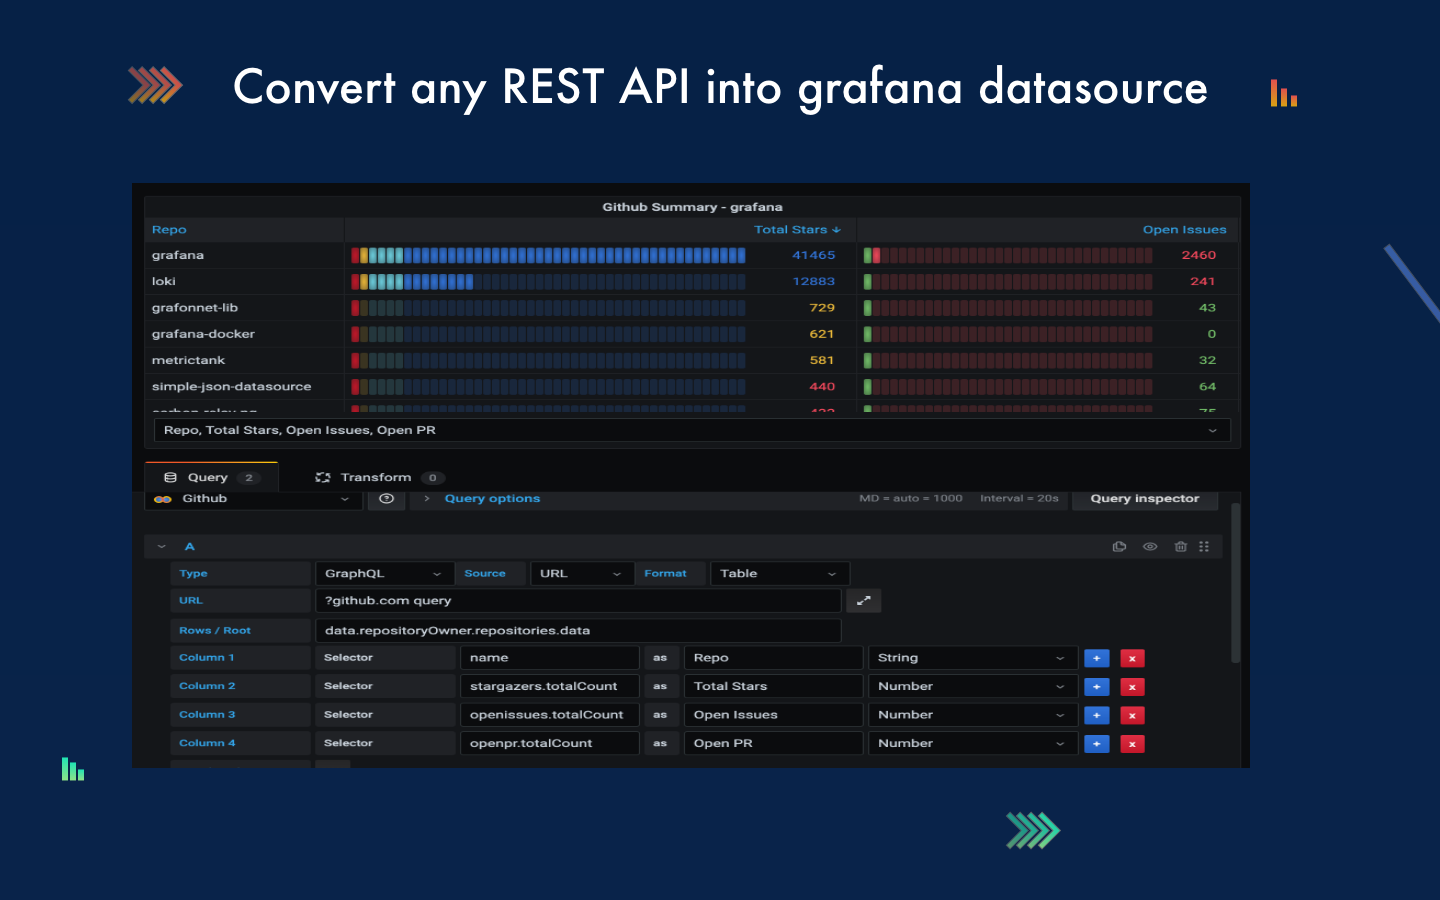 Convert any REST API into grafana datasource
Github Summary - grafana
Repo Total Stars Open Issues
grafana 41465 2460
loki 12883 241
grafonnet-lib 729 43
grafana-docker 621 0
metrictank 581 32
simple-json-datasource 440 64
Repo, Total Stars, Open Issues, Open PR
Query 2 Transform 0
Github ? > Query options MD = auto = 1000 Interval = 20s Query inspector
A
Type GraphQL Source URL Format Table
URL ?github.com query
Rows / Root data.repositoryOwner.repositories.data
Column 1 Selector name as Repo String + x
Column 2 Selector stargazers.totalCount as Total Stars Number + x
Column 3 Selector openissues.totalCount as Open Issues Number + x
Column 4 Selector openpr.totalCount as Open PR Number + x